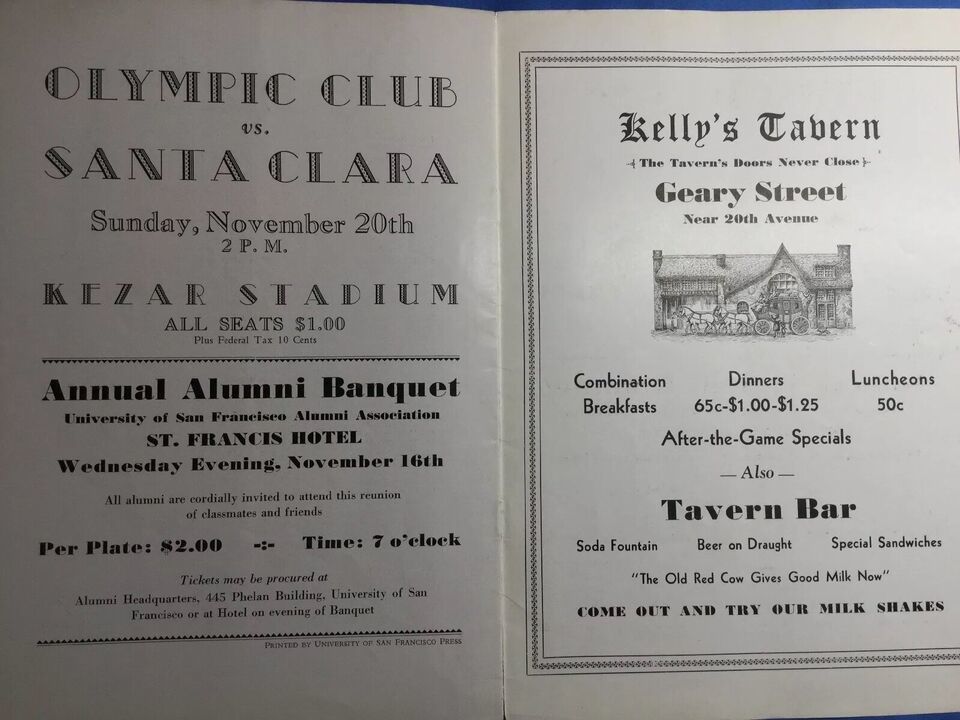 OLYMPIC CLUB
vs.
SANTA CLARA
Sunday, November 20th
2 P. M.
KEZAR STADIUM
ALL SEATS $1.00
Plus Federal Tax 10 Cents
Annual Alumni Banquet
University of San Francisco Alumni Association
ST. FRANCIS HOTEL
Wednesday Evening, November 16th
All alumni are cordially invited to attend this reunion
of classmates and friends
Per Plate: $2.00 -:- Time: 7 o'clock
Tickets may be procured at
Alumni Headquarters, 445 Phelan Building, University of San
Francisco or at Hotel on evening of Banquet
PRINTED BY UNIVERSITY OF SAN FRANCISCO PRESS
Kelly's Tavern
The Tavern's Doors Never Close
Geary Street
Near 20th Avenue
Combination Dinners Luncheons
Breakfasts 65c-$1.00-$1.25 50c
After-the-Game Specials
— Also —
Tavern Bar
Soda Fountain Beer on Draught Special Sandwiches
"The Old Red Cow Gives Good Milk Now"
COME OUT AND TRY OUR MILK SHAKES